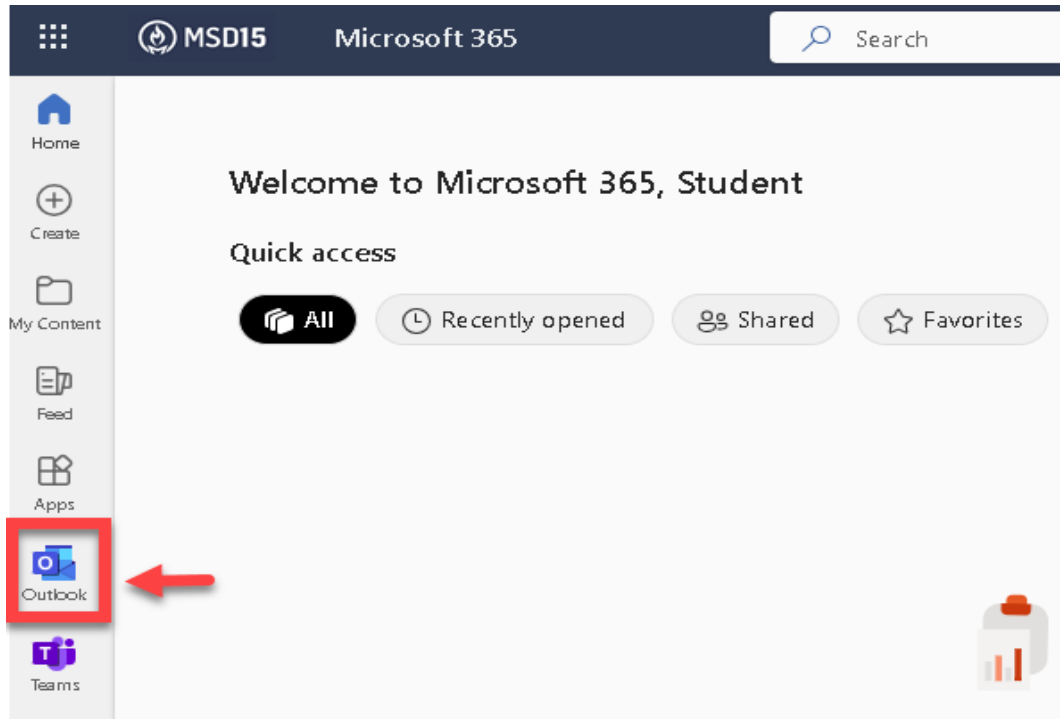 MSD15 Microsoft 365 Search
Home
Create
My Content
Feed
Apps
Outlook
Teams
Welcome to Microsoft 365, Student
Quick access
All Recently opened Shared Favorites